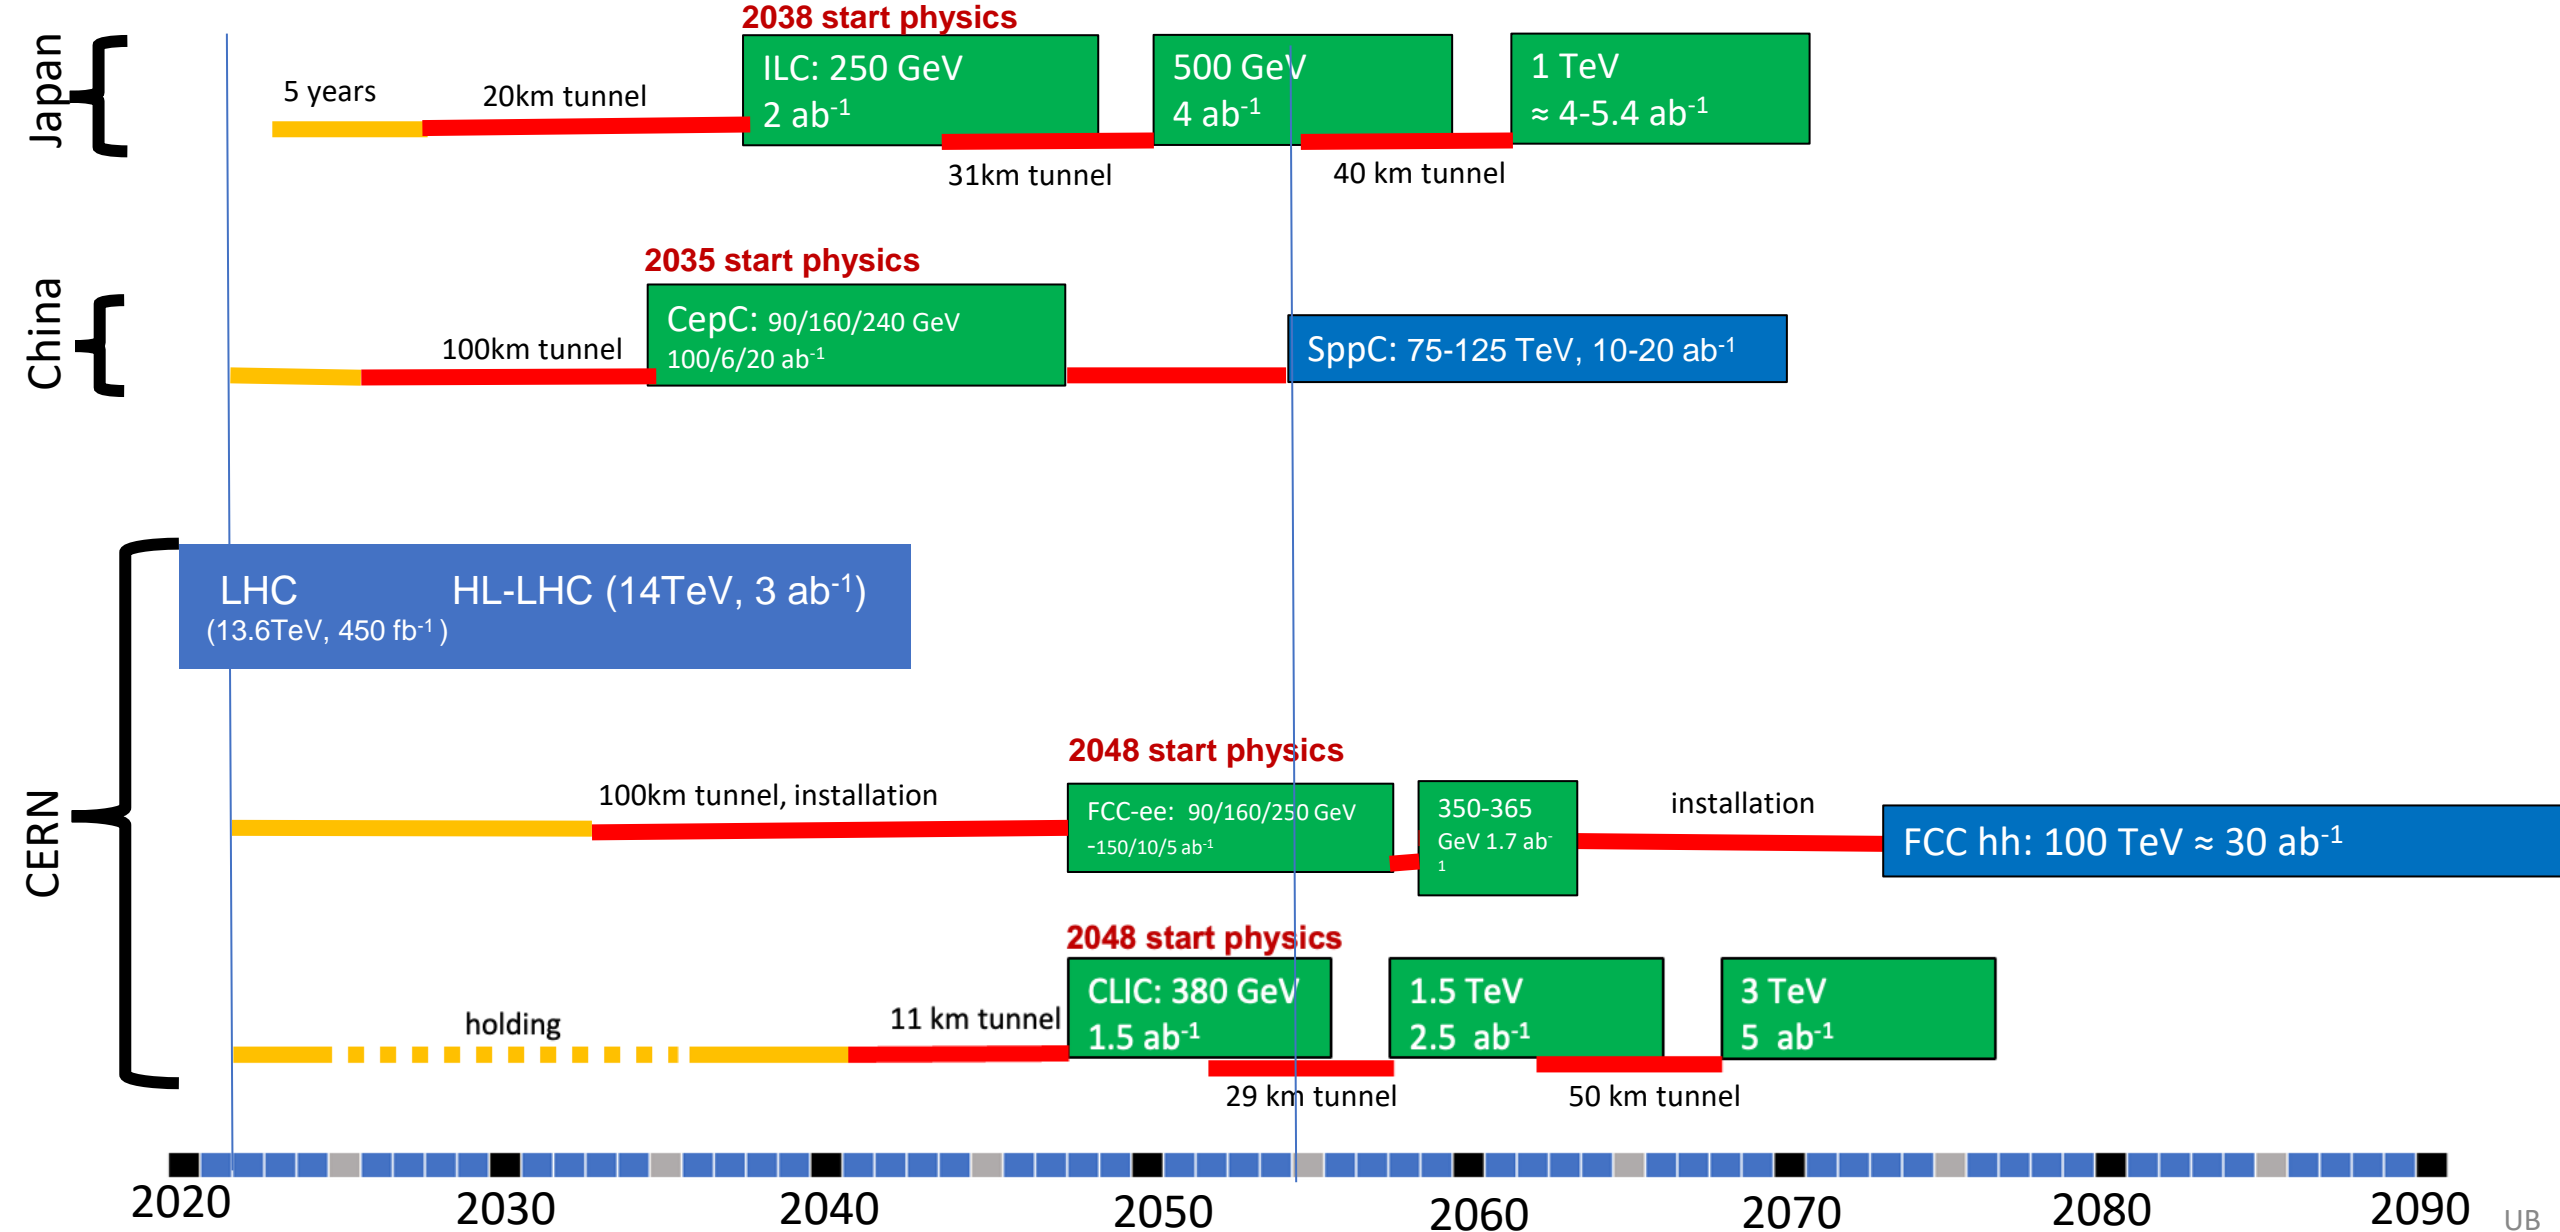 Japan
2038 start physics
5 years
20km tunnel
ILC: 250 GeV
2 ab-1
31km tunnel
500 GeV
4 ab-1
40 km tunnel
1 TeV
≈ 4-5.4 ab-1
China
2035 start physics
100km tunnel
CepC: 90/160/240 GeV
100/6/20 ab-1
SppC: 75-125 TeV, 10-20 ab-1
CERN
LHC HL-LHC (14TeV, 3 ab-1)
(13.6TeV, 450 fb-1 )
2048 start physics
100km tunnel, installation
FCC-ee: 90/160/250 GeV
-150/10/5 ab-1
350-365
GeV 1.7 ab-
1
installation
FCC hh: 100 TeV ≈ 30 ab-1
2048 start physics
holding
11 km tunnel
CLIC: 380 GeV
1.5 ab-1
29 km tunnel
1.5 TeV
2.5 ab-1
50 km tunnel
3 TeV
5 ab-1
2020 2030 2040 2050 2060 2070 2080 2090
UB